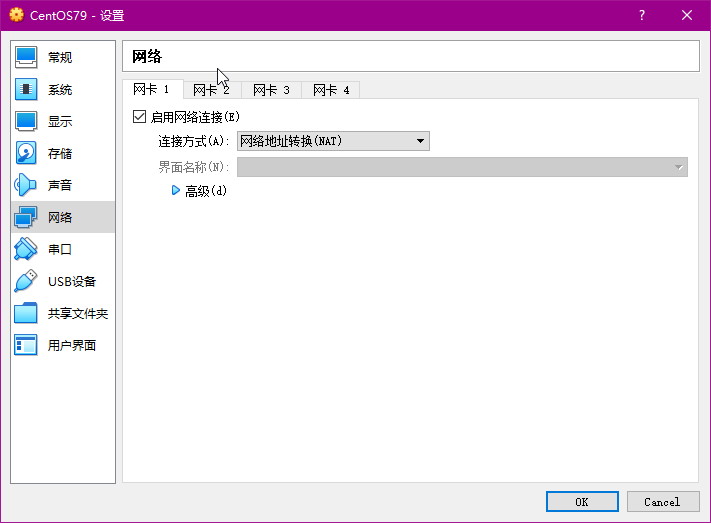 CentOS79 - 设置
常规
系统
显示
存储
声音
网络
串口
USB设备
共享文件夹
用户界面
网络
网卡 1 网卡 2 网卡 3 网卡 4
启用网络连接(E)
连接方式(A): 网络地址转换(NAT)
界面名称(N):
高级(d)
OK Cancel